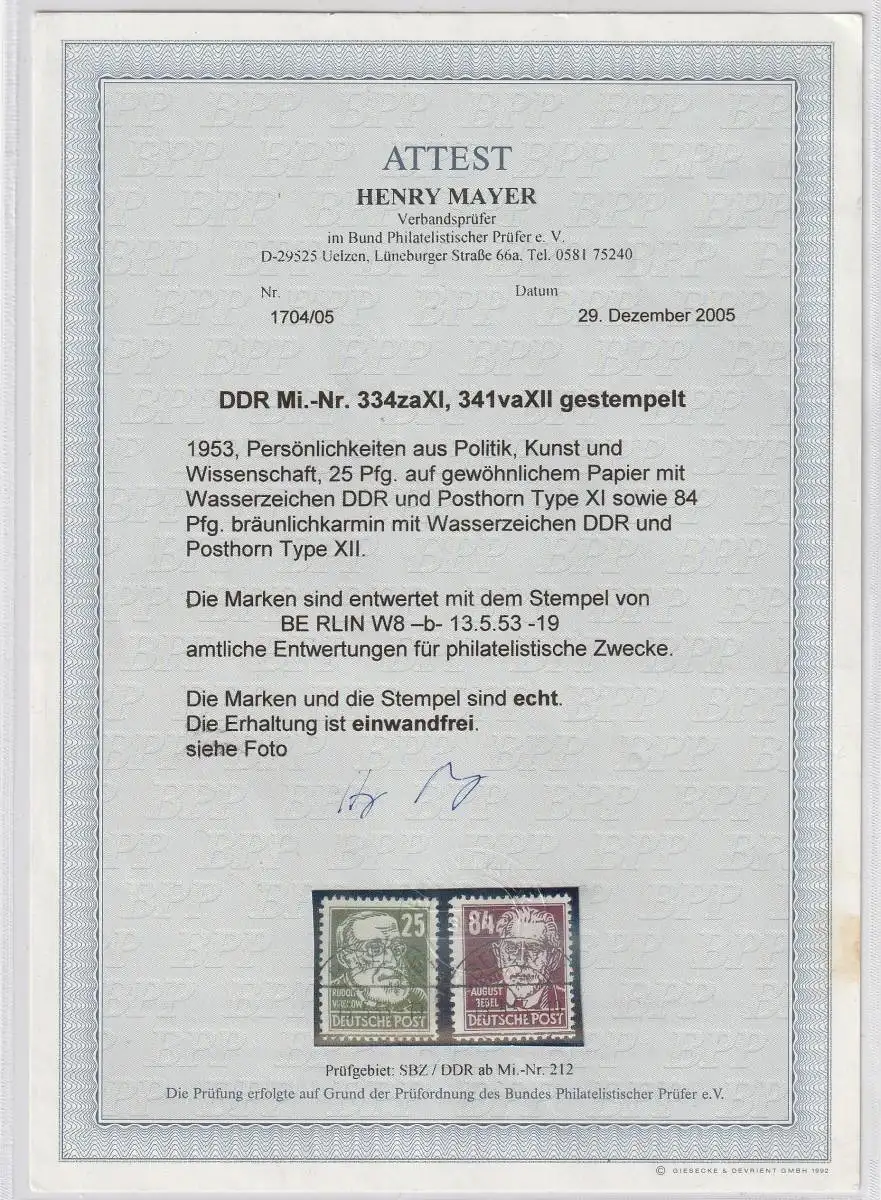 ATTEST
HENRY MAYER
Verbandsprüfer
im Bund Philatelistischer Prüfer e. V.
D-29525 Uelzen, Lüneburger Straße 66a, Tel. 0581 75240
Nr. Datum
1704/05 29. Dezember 2005
DDR Mi.-Nr. 334zaXI, 341vaXII gestempelt
1953, Persönlichkeiten aus Politik, Kunst und
Wissenschaft, 25 Pfg. auf gewöhnlichem Papier mit
Wasserzeichen DDR und Posthorn Type XI sowie 84
Pfg. bräunlichkarmin mit Wasserzeichen DDR und
Posthorn Type XII.
Die Marken sind entwertet mit dem Stempel von
BE RLIN W8 –b- 13.5.53 -19
amtliche Entwertungen für philatelistische Zwecke.
Die Marken und die Stempel sind echt.
Die Erhaltung ist einwandfrei.
siehe Foto
25 84
RUDOLF AUGUST
VIRCHOW BEBEL
DEUTSCHE POST DEUTSCHE POST
Prüfgebiet: SBZ / DDR ab Mi.-Nr. 212
Die Prüfung erfolgte auf Grund der Prüfordnung des Bundes Philatelistischer Prüfer e.V.
© GIESECKE & DEVRIENT GMBH 1992